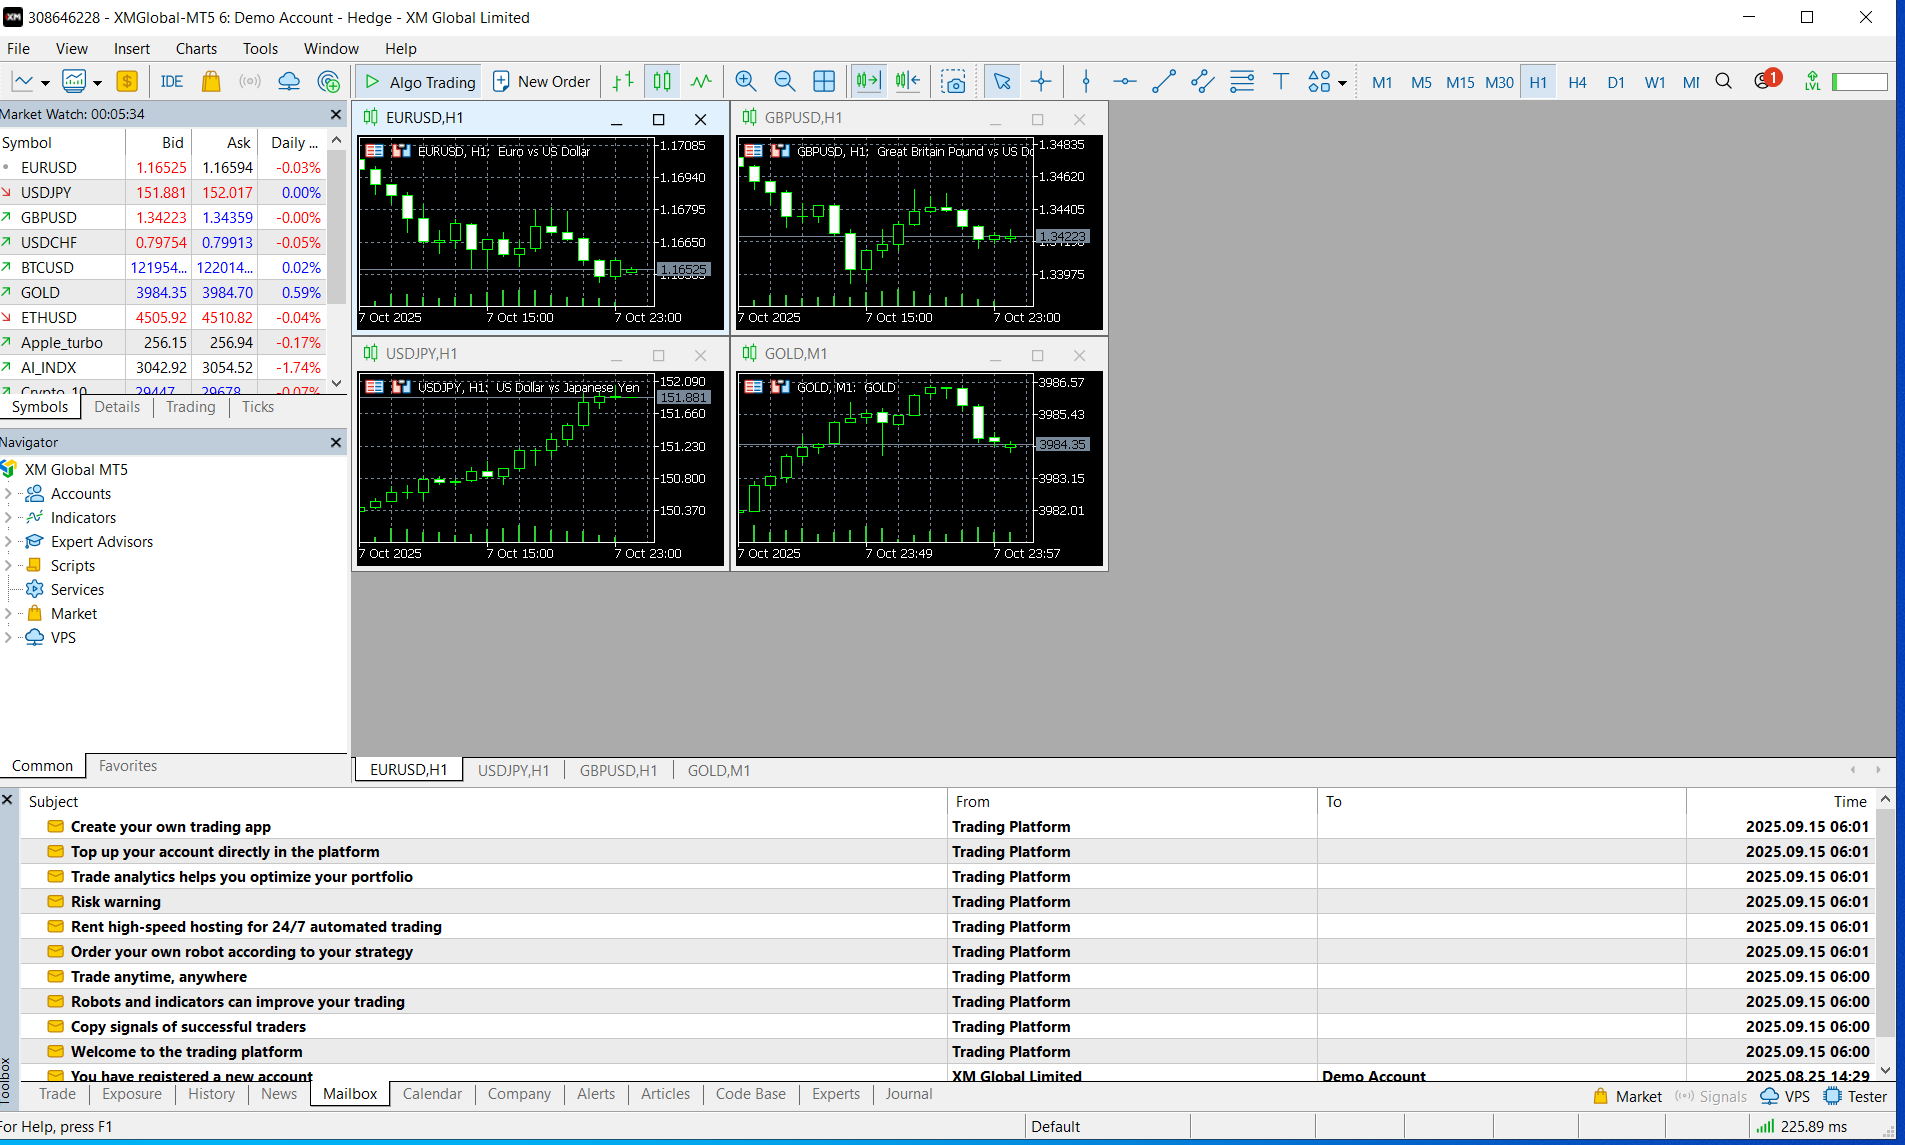 308646228 - XMGlobal-MT5 6: Demo Account - Hedge - XM Global Limited
File View Insert Charts Tools Window Help
IDE Algo Trading New Order M1 M5 M15 M30 H1 H4 D1 W1 1 LVL
Market Watch: 00:05:34
Symbol Bid Ask Daily ...
EURUSD 1.16525 1.16594 -0.03%
USDJPY 151.881 152.017 0.00%
GBPUSD 1.34223 1.34359 -0.00%
USDCHF 0.79754 0.79913 -0.05%
BTCUSD 121954... 122014... 0.02%
GOLD 3984.35 3984.70 0.59%
ETHUSD 4505.92 4510.82 -0.04%
Apple_turbo 256.15 256.94 -0.17%
AI_INDX 3042.92 3054.52 -1.74%
Crypto_10 29447... 29678... -0.07%
Symbols Details Trading Ticks
Navigator
XM Global MT5
Accounts
Indicators
Expert Advisors
Scripts
Services
Market
VPS
Common Favorites
EURUSD,H1
EURUSD, H1: Euro vs US Dollar
1.17085
1.16940
1.16795
1.16650
1.16525
7 Oct 2025 7 Oct 15:00 7 Oct 23:00
GBPUSD,H1
GBPUSD, H1: Great Britain Pound vs US Do
1.34835
1.34620
1.34405
1.34223
1.33975
7 Oct 2025 7 Oct 15:00 7 Oct 23:00
USDJPY,H1
USDJPY, H1: US Dollar vs Japanese Yen
152.090
151.881
151.660
151.230
150.800
150.370
7 Oct 2025 7 Oct 15:00 7 Oct 23:00
GOLD,M1
GOLD, M1: GOLD
3986.57
3985.43
3984.35
3983.15
3982.01
7 Oct 2025 7 Oct 23:49 7 Oct 23:57
EURUSD,H1 USDJPY,H1 GBPUSD,H1 GOLD,M1
Subject From To Time
Create your own trading app Trading Platform 2025.09.15 06:01
Top up your account directly in the platform Trading Platform 2025.09.15 06:01
Trade analytics helps you optimize your portfolio Trading Platform 2025.09.15 06:01
Risk warning Trading Platform 2025.09.15 06:01
Rent high-speed hosting for 24/7 automated trading Trading Platform 2025.09.15 06:01
Order your own robot according to your strategy Trading Platform 2025.09.15 06:01
Trade anytime, anywhere Trading Platform 2025.09.15 06:00
Robots and indicators can improve your trading Trading Platform 2025.09.15 06:00
Copy signals of successful traders Trading Platform 2025.09.15 06:00
Welcome to the trading platform Trading Platform 2025.09.15 06:00
You have registered a new account XM Global Limited Demo Account 2025.08.25 14:29
Toolbox
Trade Exposure History News Mailbox Calendar Company Alerts Articles Code Base Experts Journal
Market Signals VPS Tester
For Help, press F1 Default 225.89 ms